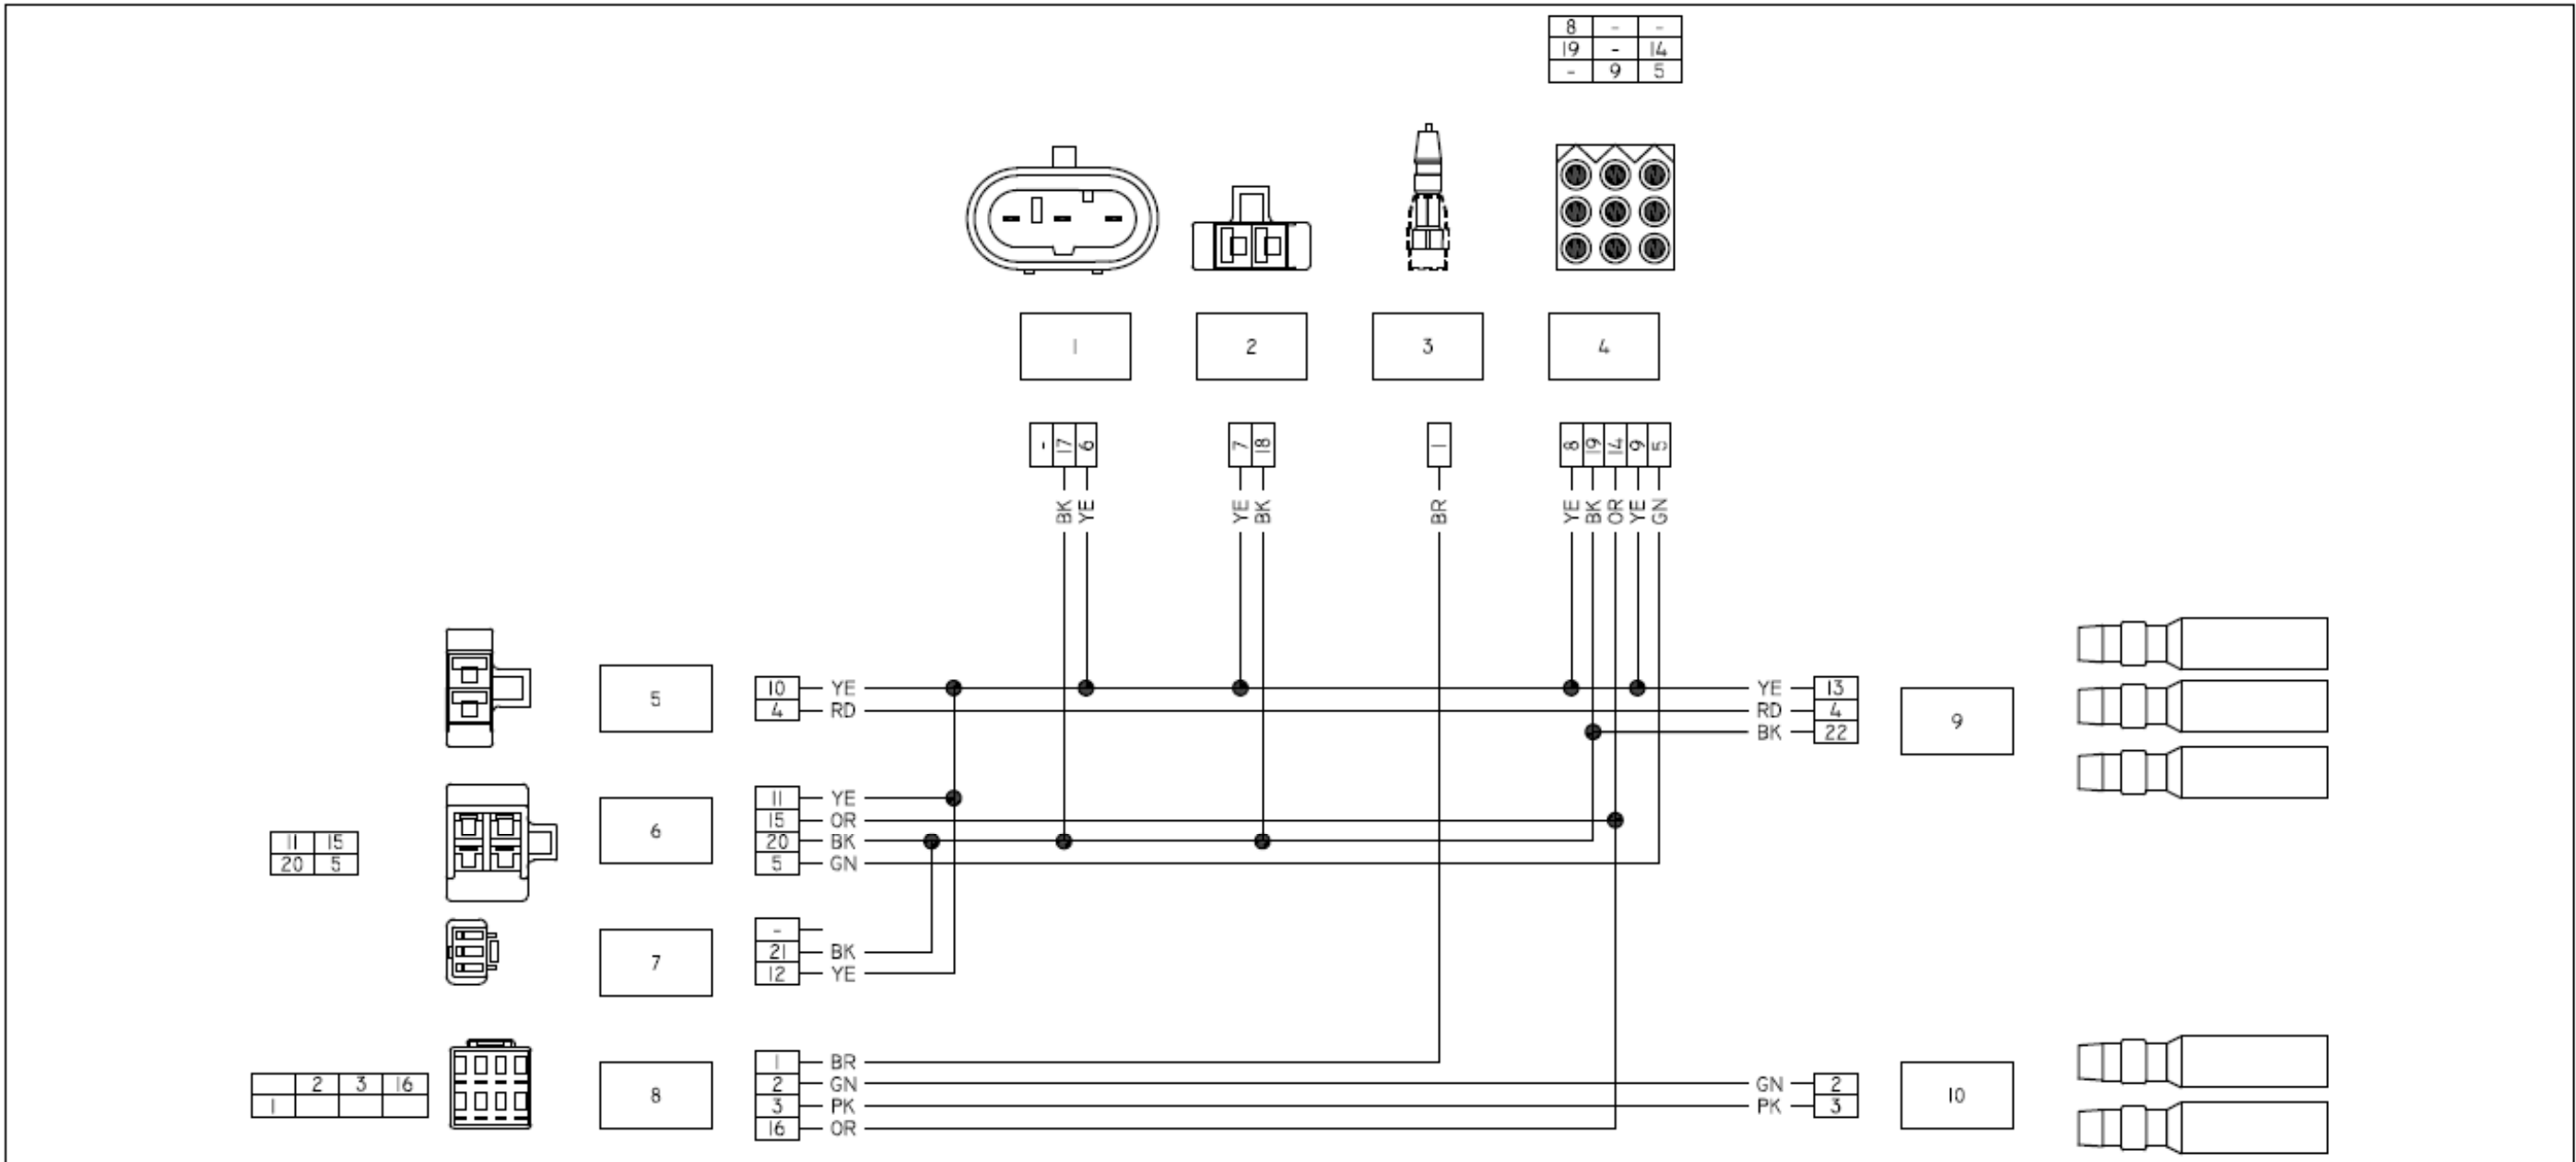 8 - -
19 - 14
- 9 5
1 2 3 4
- 17 6 7 18 1 8 19 14 9 5
BK YE YE BK BR YE BK OR YE GN
5 10 YE YE 13 9
4 RD RD 4
BK 22
6 11 YE
15 OR
20 BK
5 GN
11 15
20 5
7 -
21 BK
12 YE
8 1 BR
2 GN GN 2 10
3 PK PK 3
16 OR
2 3 16
1